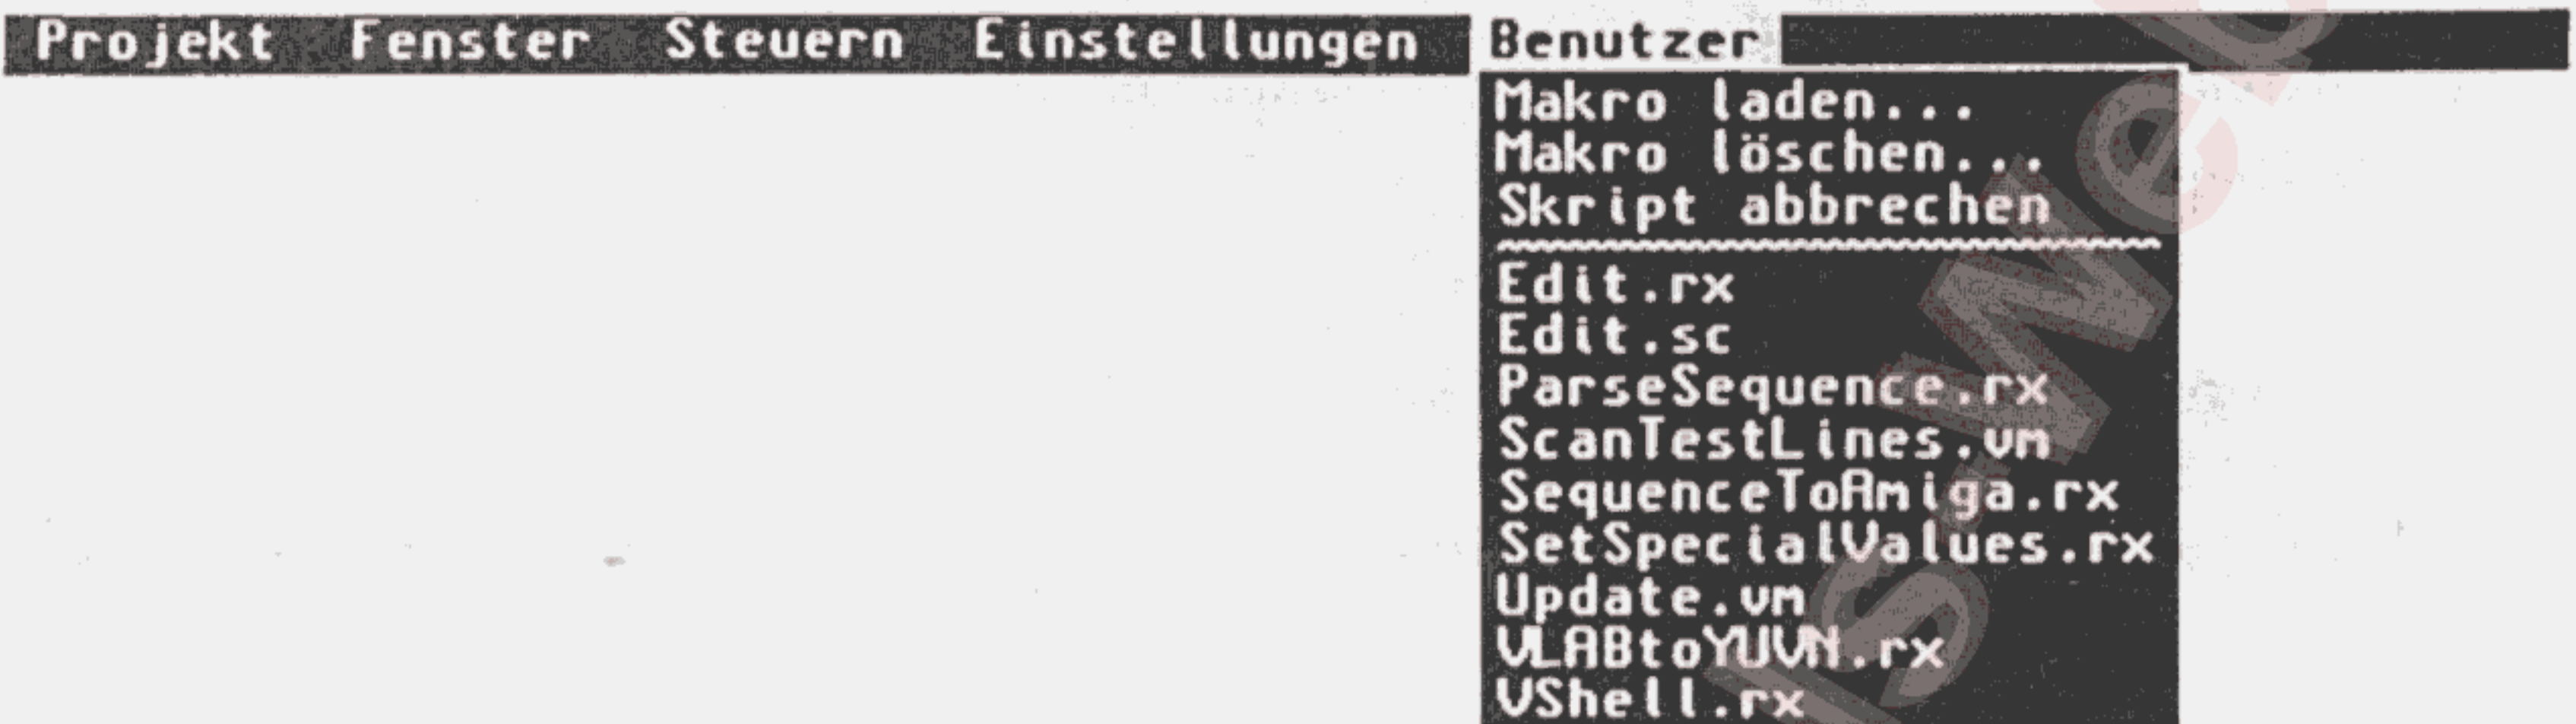 Projekt Fenster Steuern Einstellungen Benutzer
Makro laden...
Makro löschen...
Skript abbrechen
Edit.rx
Edit.sc
ParseSequence.rx
ScanTestLines.vm
SequenceToAmiga.rx
SetSpecialValues.rx
Update.vm
VLABtoYUVN.rx
VShell.rx